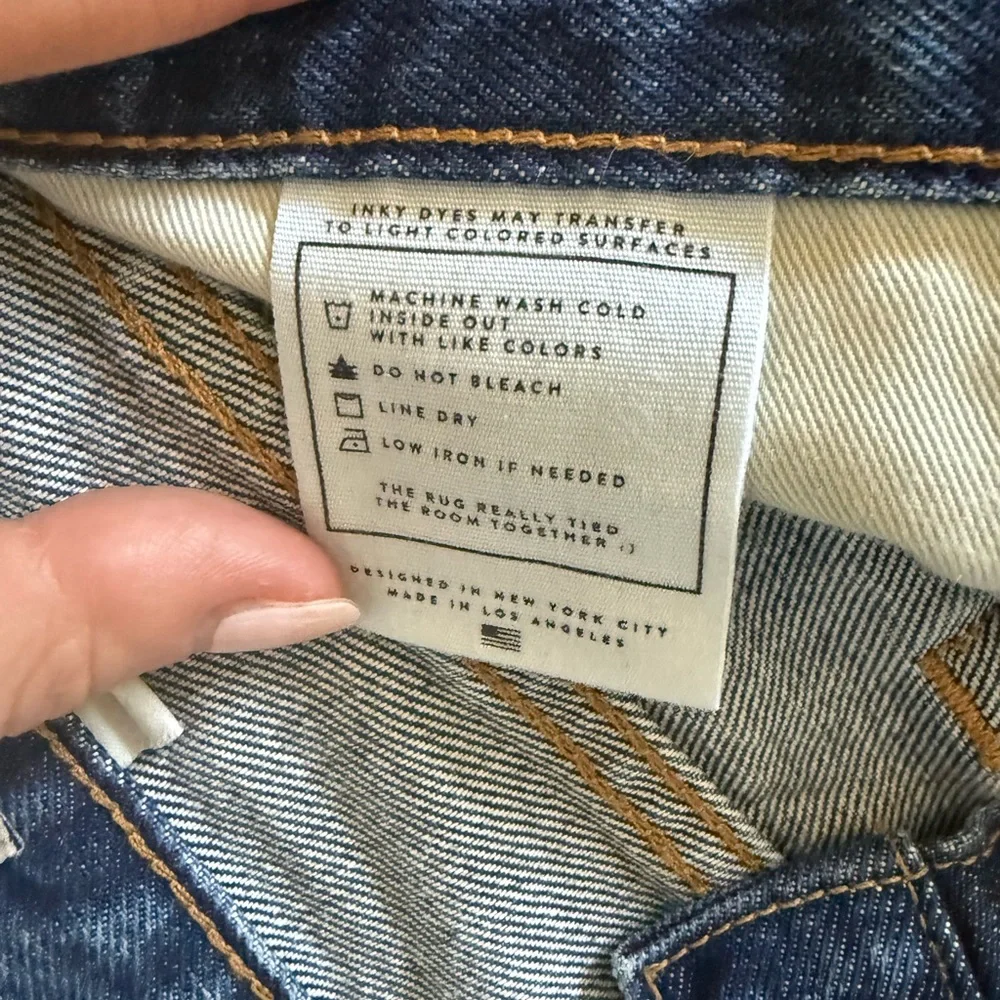 INKY DYES MAY TRANSFER
TO LIGHT COLORED SURFACES
MACHINE WASH COLD
INSIDE OUT
WITH LIKE COLORS
DO NOT BLEACH
LINE DRY
LOW IRON IF NEEDED
THE RUG REALLY TIED
THE ROOM TOGETHER :)
DESIGNED IN NEW YORK CITY
MADE IN LOS ANGELES